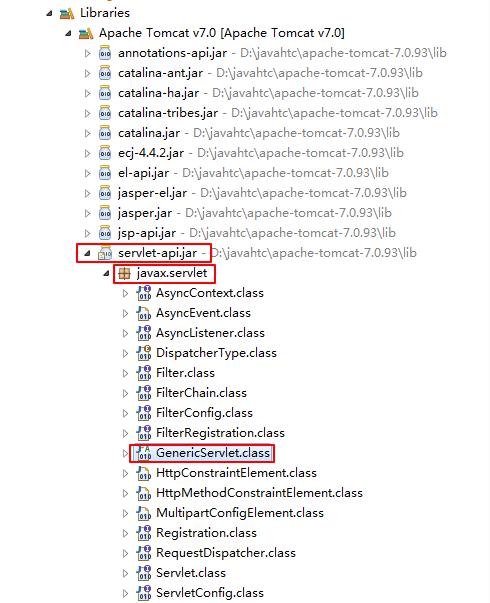 Libraries
Apache Tomcat v7.0 [Apache Tomcat v7.0]
annotations-api.jar - D:\javahtc\apache-tomcat-7.0.93\lib
catalina-ant.jar - D:\javahtc\apache-tomcat-7.0.93\lib
catalina-ha.jar - D:\javahtc\apache-tomcat-7.0.93\lib
catalina-tribes.jar - D:\javahtc\apache-tomcat-7.0.93\lib
catalina.jar - D:\javahtc\apache-tomcat-7.0.93\lib
ecj-4.4.2.jar - D:\javahtc\apache-tomcat-7.0.93\lib
el-api.jar - D:\javahtc\apache-tomcat-7.0.93\lib
jasper-el.jar - D:\javahtc\apache-tomcat-7.0.93\lib
jasper.jar - D:\javahtc\apache-tomcat-7.0.93\lib
jsp-api.jar - D:\javahtc\apache-tomcat-7.0.93\lib
servlet-api.jar - D:\javahtc\apache-tomcat-7.0.93\lib
javax.servlet
AsyncContext.class
AsyncEvent.class
AsyncListener.class
DispatcherType.class
Filter.class
FilterChain.class
FilterConfig.class
FilterRegistration.class
GenericServlet.class
HttpConstraintElement.class
HttpMethodConstraintElement.class
MultipartConfigElement.class
Registration.class
RequestDispatcher.class
Servlet.class
ServletConfig.class